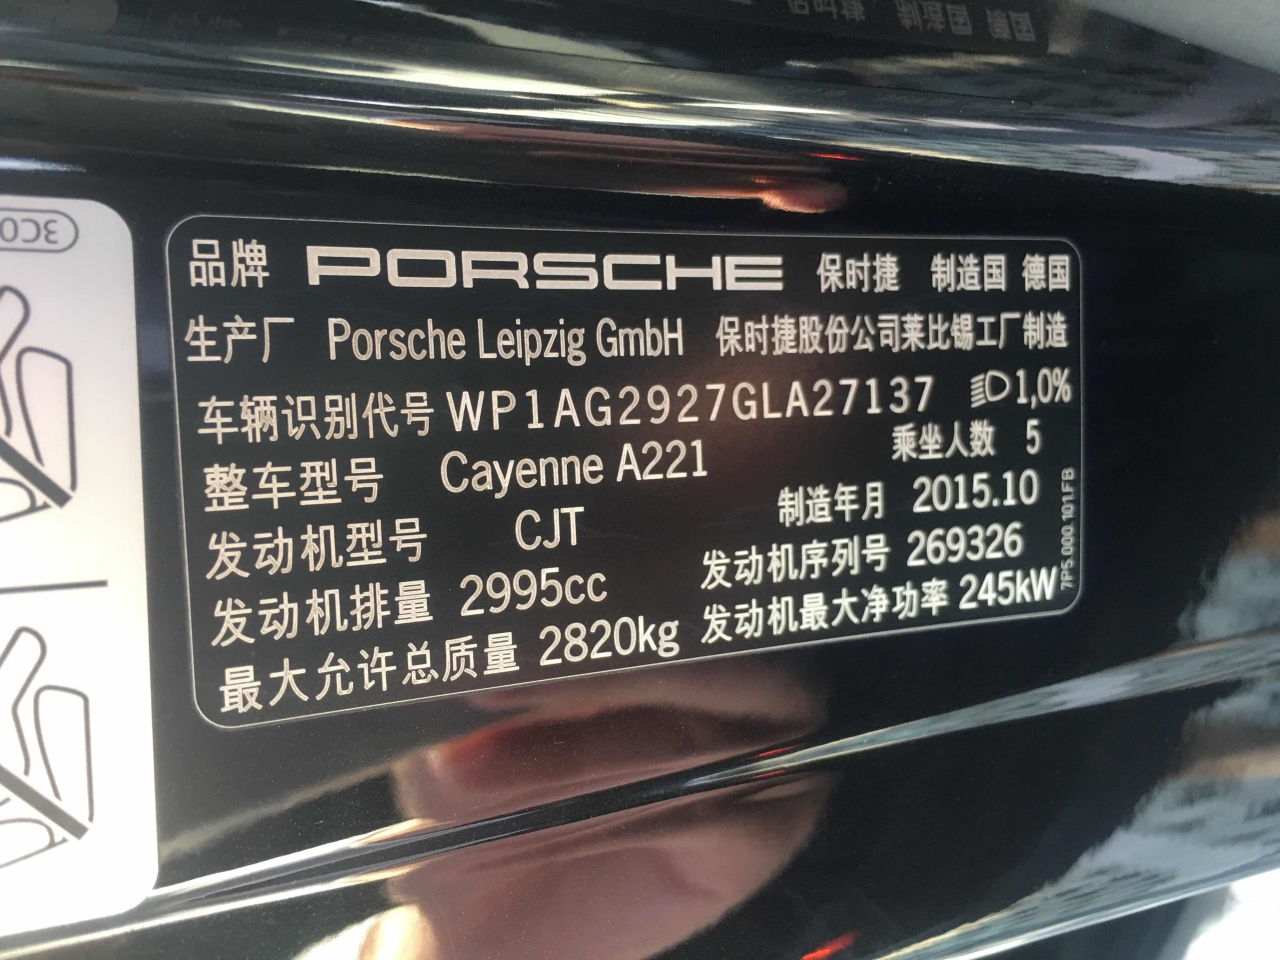 品牌 PORSCHE 保时捷 制造国 德国
生产厂 Porsche Leipzig GmbH 保时捷股份公司莱比锡工厂制造
车辆识别代号 WP1AG2927GLA27137 1,0%
整车型号 Cayenne A221 乘坐人数 5
发动机型号 CJT 制造年月 2015.10
发动机排量 2995cc 发动机序列号 269326
最大允许总质量 2820kg 发动机最大净功率 245kW
7P5.000.101.FB